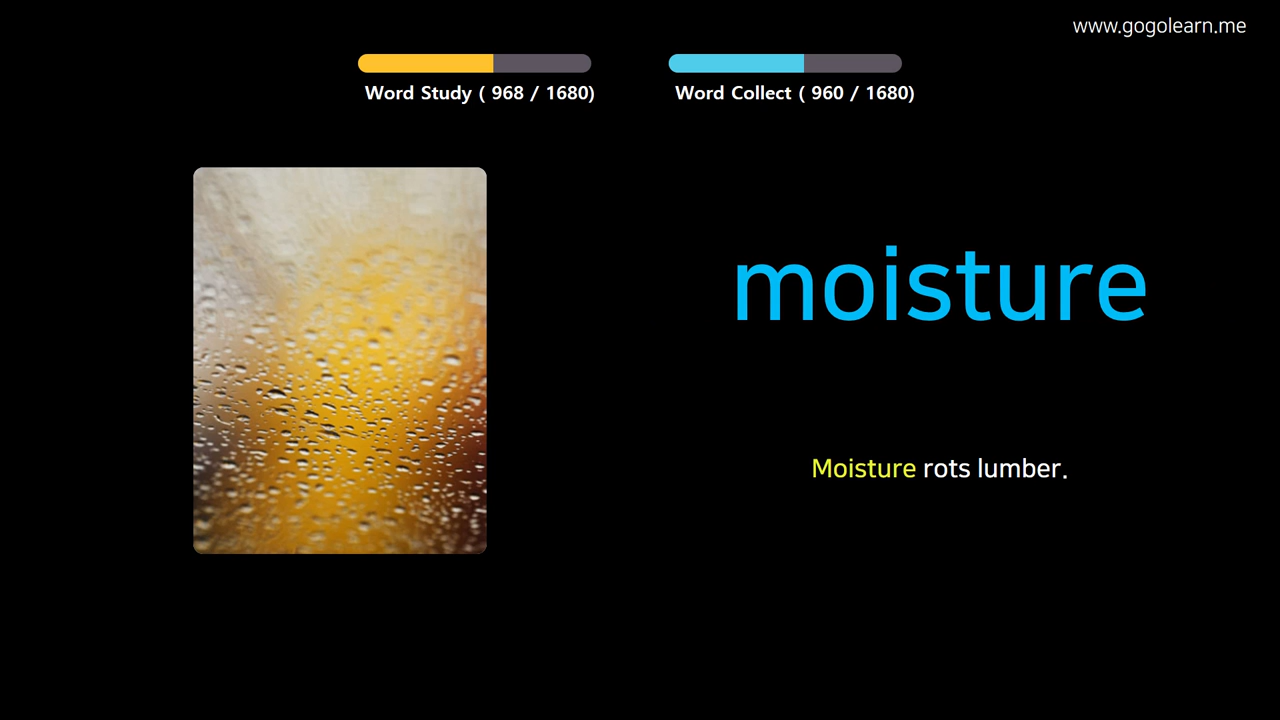 www.gogolearn.me
Word Study ( 968 / 1680)
Word Collect ( 960 / 1680)
moisture
Moisture rots lumber.